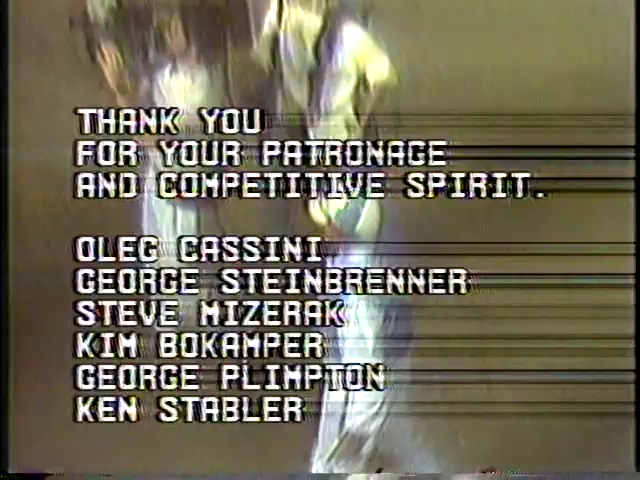 THANK YOU
FOR YOUR PATRONAGE
AND COMPETITIVE SPIRIT.
OLEG CASSINI
GEORGE STEINBRENNER
STEVE MIZERAK
KIM BOKAMPER
GEORGE PLIMPTON
KEN STABLER